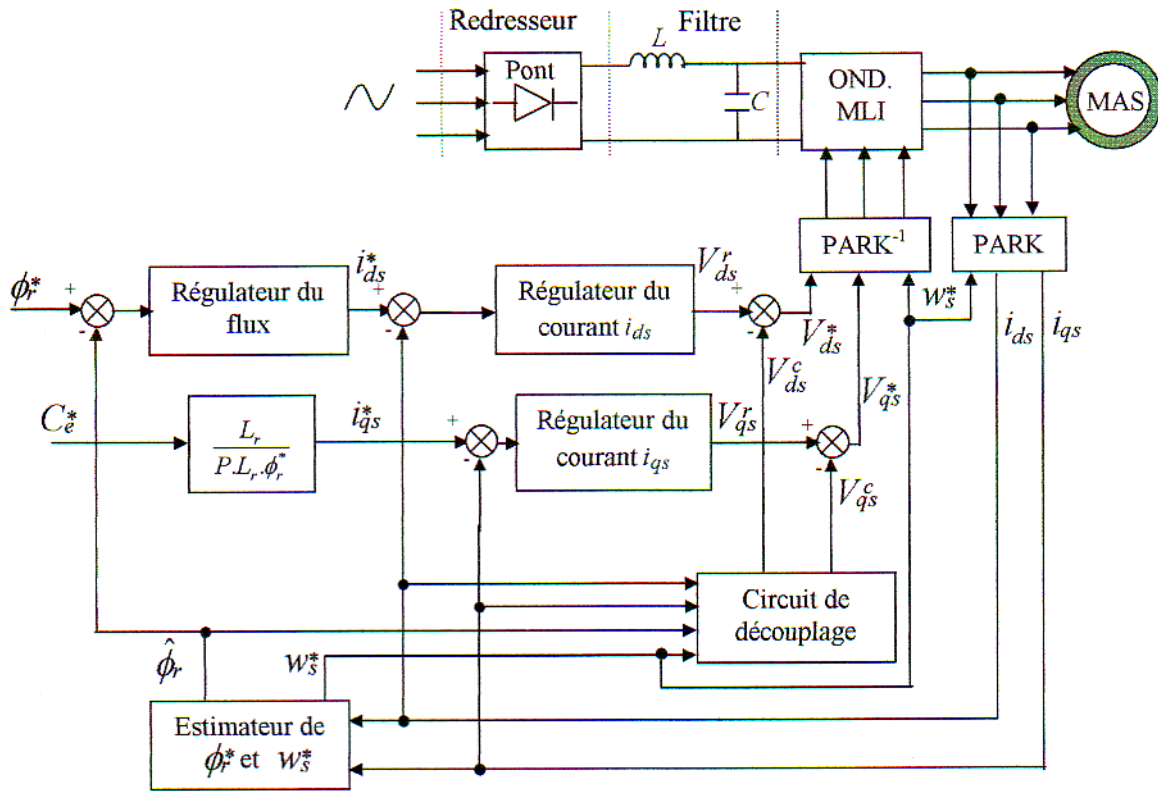 Redresseur
Filtre
Pont
L
C
OND.
MLI
MAS
PARK⁻¹
PARK
ϕr*
+
-
Régulateur du
flux
ids*
+
-
Régulateur du
courant ids
Vdsr
+
-
Vds*
Vdsc
ws*
ids
iqs
Ce*
Lr
P.Lr.ϕr*
iqs*
+
-
Régulateur du
courant iqs
Vqsr
+
-
Vqs*
Vqsc
Circuit de
découplage
ϕ̂r
ws*
Estimateur de
ϕr* et ws*